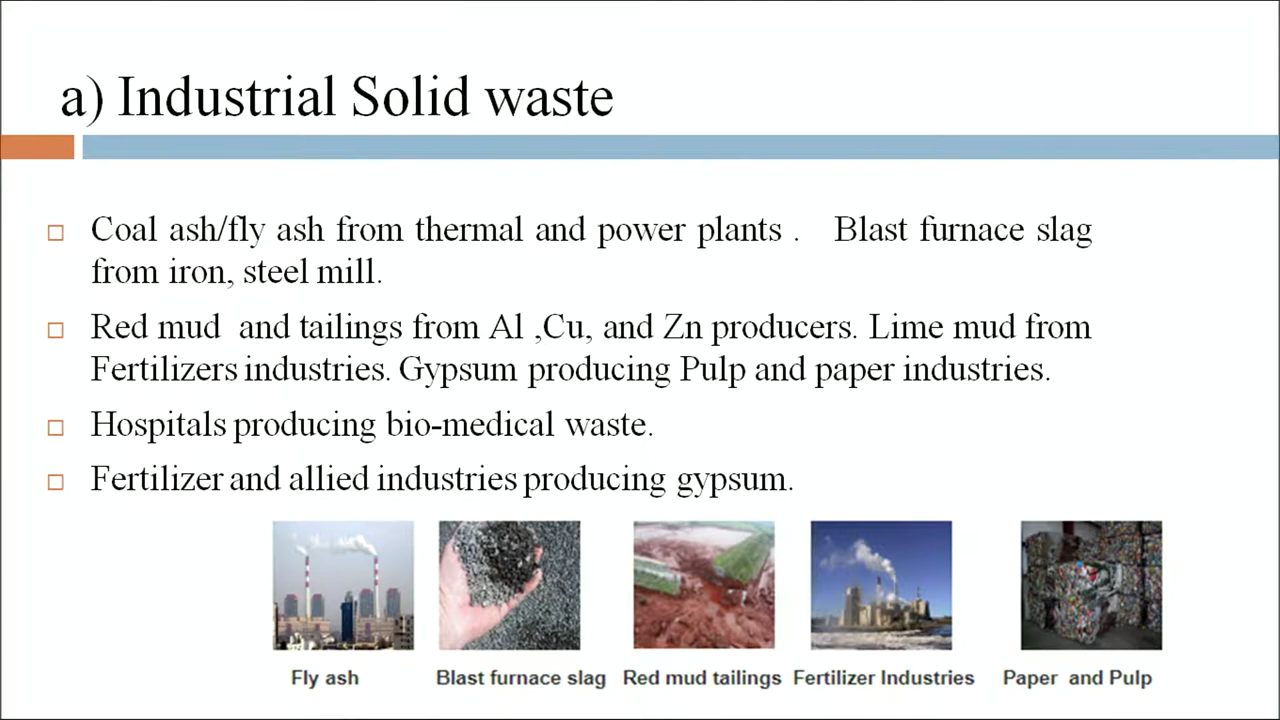 a) Industrial Solid waste
Coal ash/fly ash from thermal and power plants . Blast furnace slag
from iron, steel mill.
Red mud and tailings from Al ,Cu, and Zn producers. Lime mud from
Fertilizers industries. Gypsum producing Pulp and paper industries.
Hospitals producing bio-medical waste.
Fertilizer and allied industries producing gypsum.
Fly ash Blast furnace slag Red mud tailings Fertilizer Industries Paper and Pulp